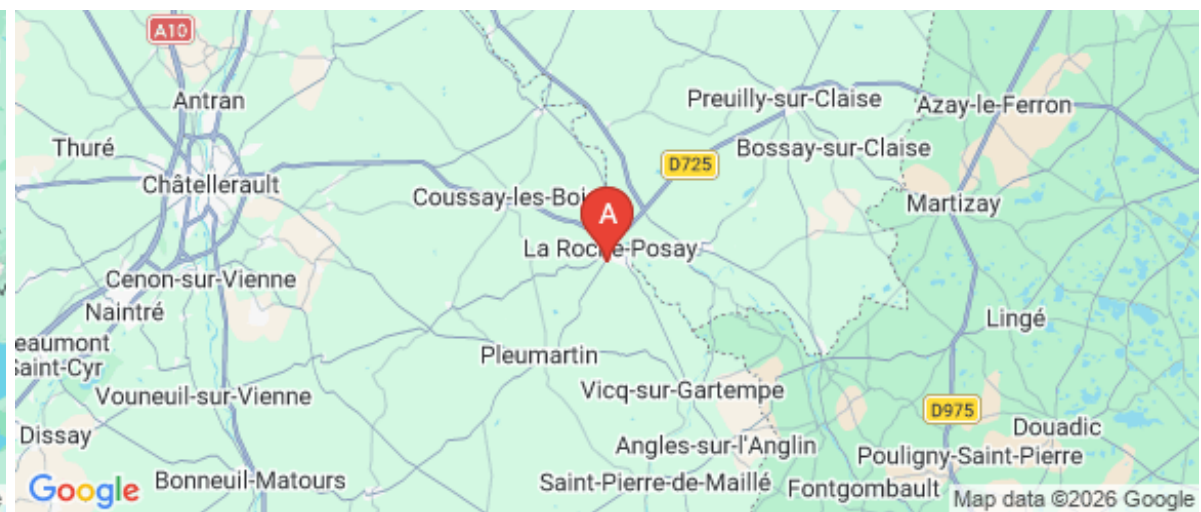 A10
Antran
Preuilly-sur-Claise
Azay-le-Ferron
Thuré
Bossay-sur-Claise
D725
Châtellerault
Coussay-les-Boi
A
Martizay
La Roche-Posay
Cenon-sur-Vienne
Naintré
Lingé
eaumont
Saint-Cyr
Pleumartin
Vicq-sur-Gartempe
Vouneuil-sur-Vienne
D975
Dissay
Douadic
Angles-sur-l'Anglin
Pouligny-Saint-Pierre
Google
Bonneuil-Matours
Saint-Pierre-de-Maillé
Fontgombault
Map data ©2026 Google